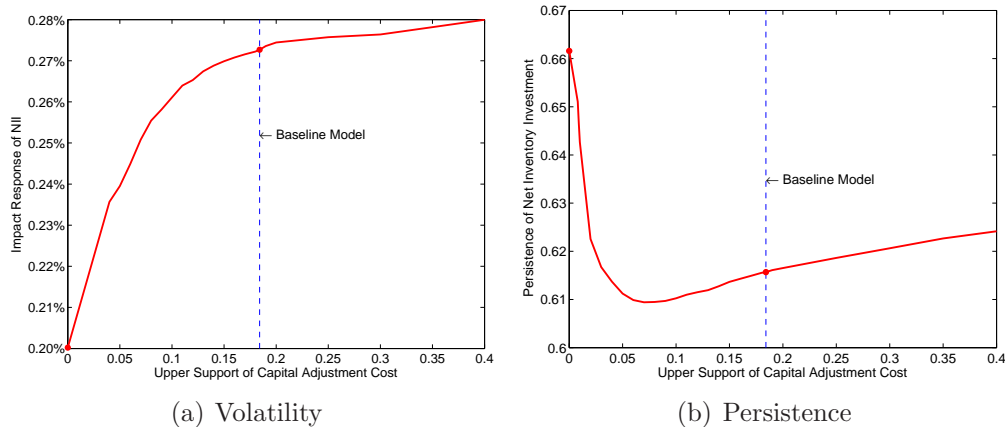 0.28%
0.27%
0.26%
0.25%
0.24%
0.23%
0.22%
0.21%
0.20%
Impact Response of NII
← Baseline Model
0 0.05 0.1 0.15 0.2 0.25 0.3 0.35 0.4
Upper Support of Capital Adjustment Cost
(a) Volatility
0.67
0.66
0.65
0.64
0.63
0.62
0.61
0.6
Persistence of Net Inventory Investment
← Baseline Model
0 0.05 0.1 0.15 0.2 0.25 0.3 0.35 0.4
Upper Support of Capital Adjustment Cost
(b) Persistence